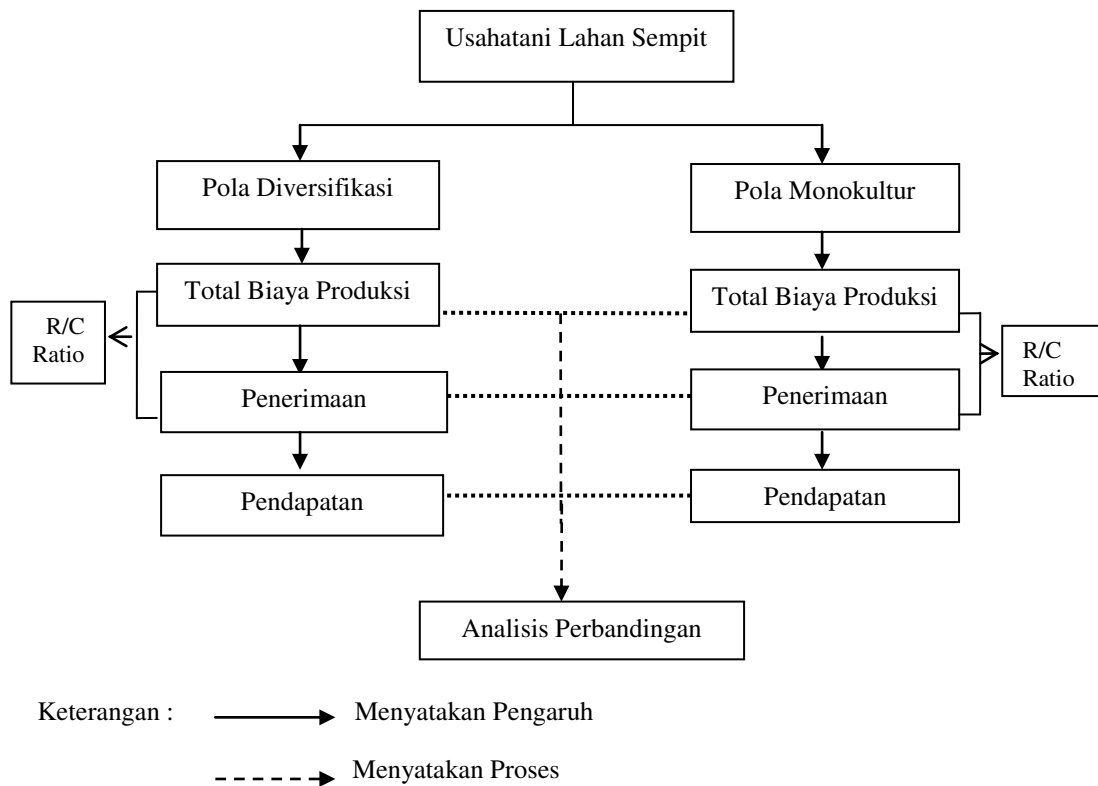 Usahatani Lahan Sempit
Pola Diversifikasi
Pola Monokultur
Total Biaya Produksi
Total Biaya Produksi
R/C
Ratio
R/C
Ratio
Penerimaan
Penerimaan
Pendapatan
Pendapatan
Analisis Perbandingan
Keterangan :
Menyatakan Pengaruh
Menyatakan Proses